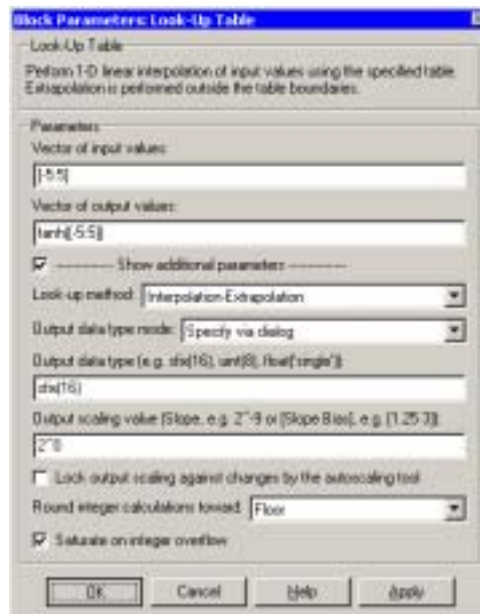 Block Parameters: Look-Up Table
Look-Up Table
Perform 1-D linear interpolation of input values using the specified table.
Extrapolation is performed outside the table boundaries.
Parameters
Vector of input values:
[-5:5]
Vector of output values:
tanh([-5:5])
---------- Show additional parameters ----------
Look-up method: Interpolation-Extrapolation
Output data type mode: Specify via dialog
Output data type (e.g. sfix(16), uint(8), float('single')):
sfix(16)
Output scaling value (Slope, e.g. 2^-9 or [Slope Bias], e.g. [1.25 3]):
2^0
Lock output scaling against changes by the autoscaling tool
Round integer calculations toward: Floor
Saturate on integer overflow
OK Cancel Help Apply